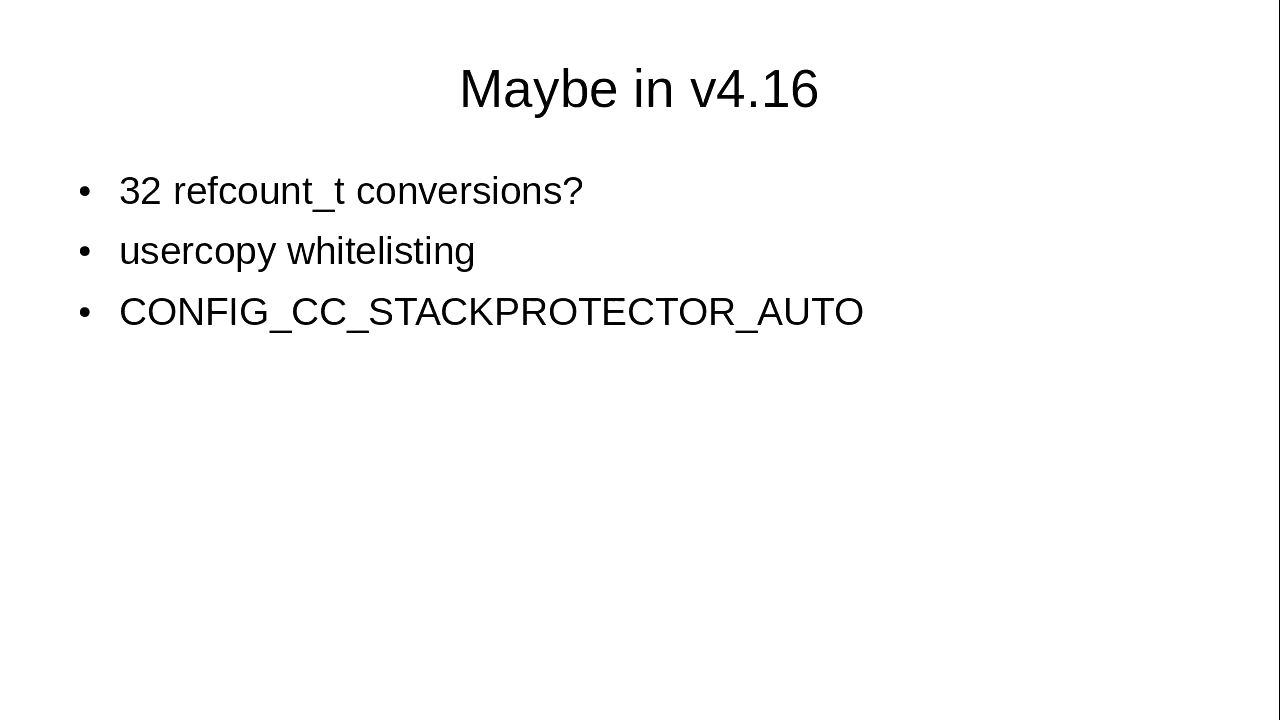 Maybe in v4.16
• 32 refcount_t conversions?
• usercopy whitelisting
• CONFIG_CC_STACKPROTECTOR_AUTO